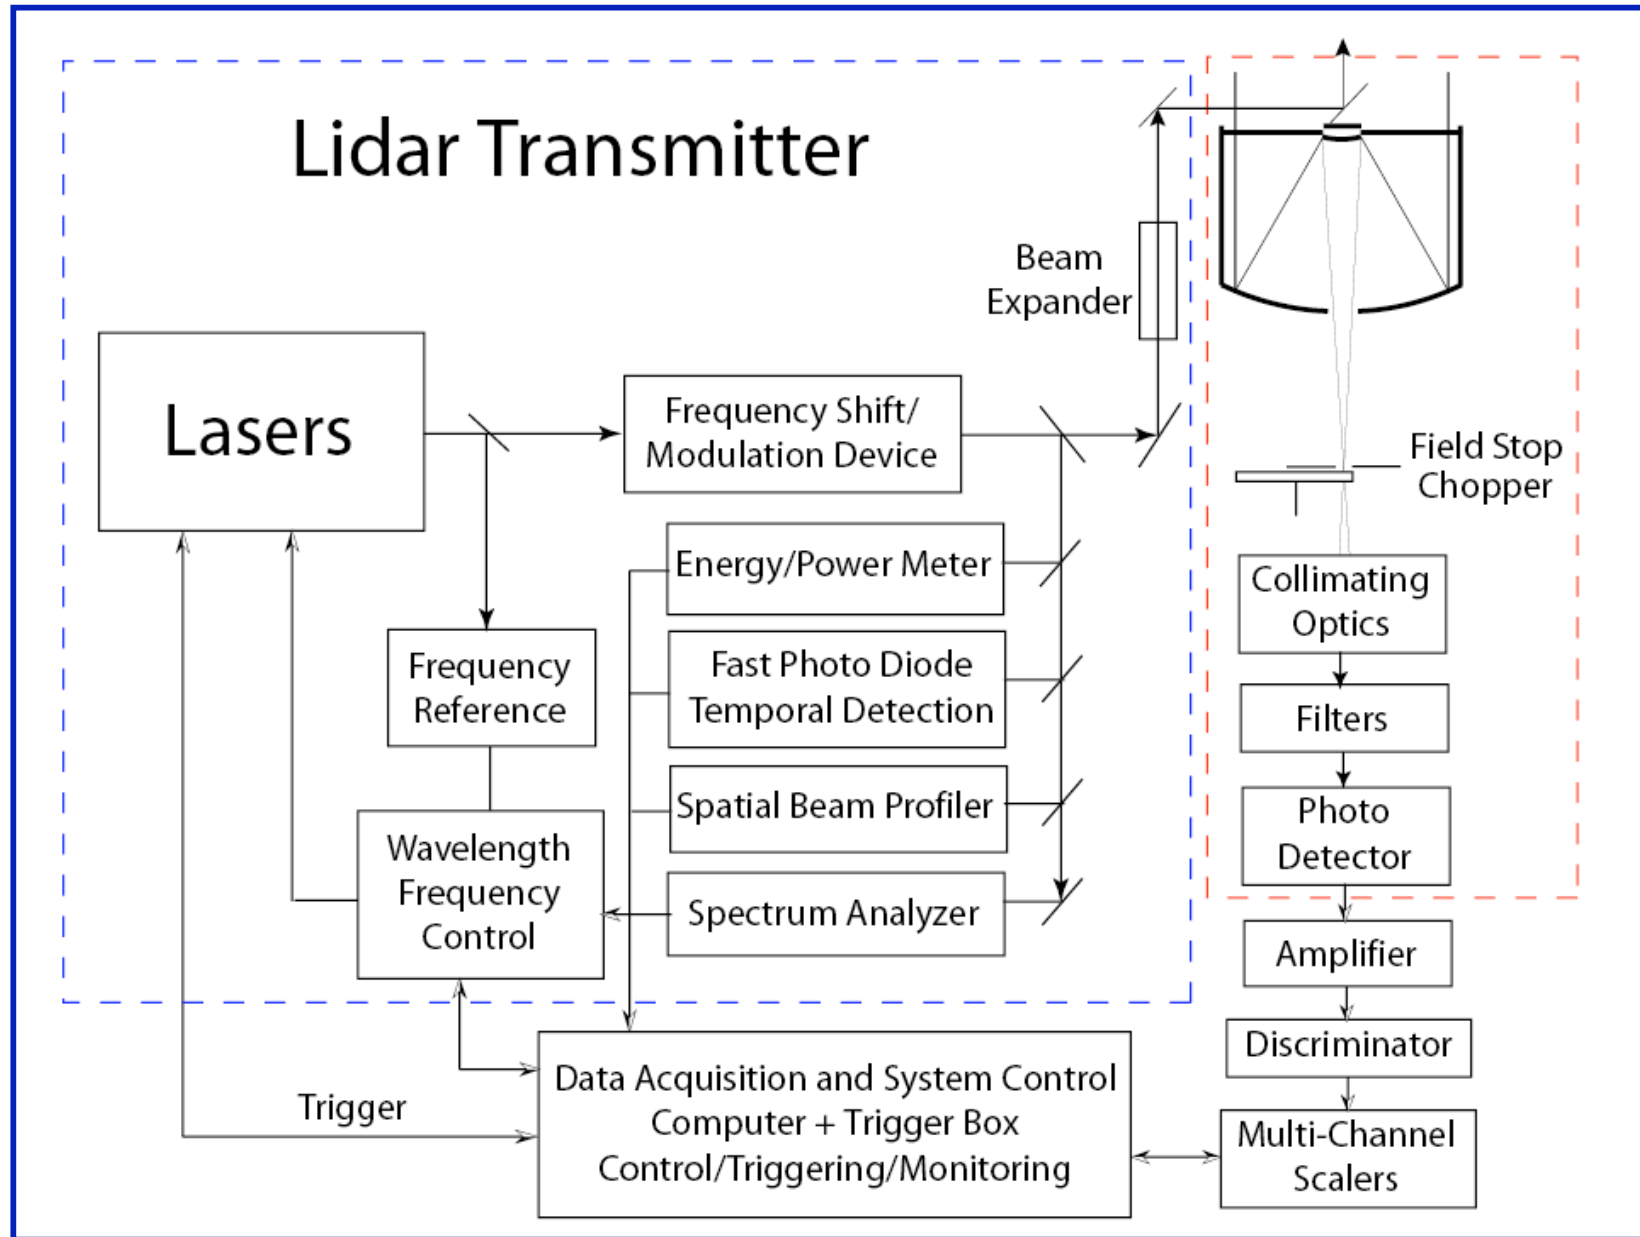 Lidar Transmitter
Beam
Expander
Lasers
Frequency Shift/
Modulation Device
Field Stop
Chopper
Energy/Power Meter
Collimating
Optics
Frequency
Reference
Fast Photo Diode
Temporal Detection
Filters
Spatial Beam Profiler
Photo
Detector
Wavelength
Frequency
Control
Spectrum Analyzer
Amplifier
Discriminator
Trigger
Data Acquisition and System Control
Computer + Trigger Box
Control/Triggering/Monitoring
Multi-Channel
Scalers